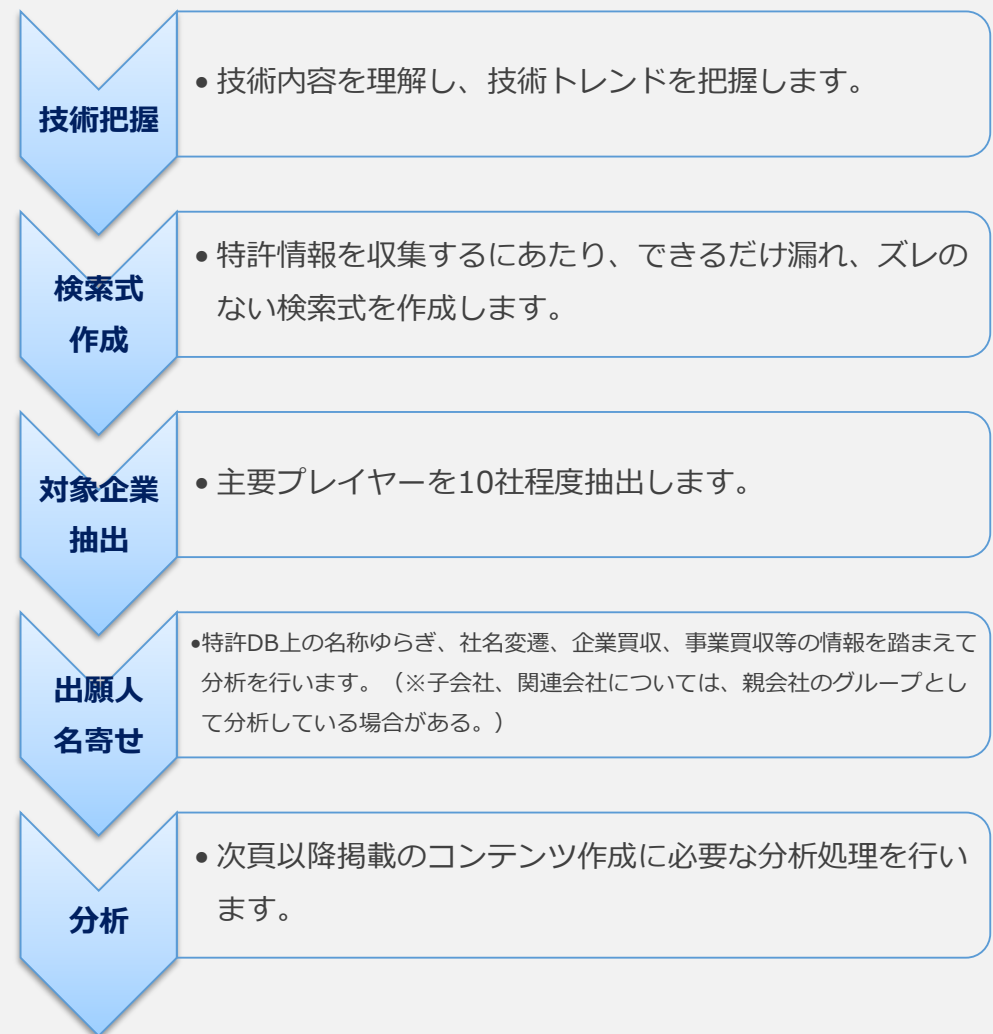 技術把握
• 技術内容を理解し、技術トレンドを把握します。
検索式
作成
• 特許情報を収集するにあたり、できるだけ漏れ、ズレの
ない検索式を作成します。
対象企業
抽出
• 主要プレイヤーを10社程度抽出します。
出願人
名寄せ
•特許DB上の名称ゆらぎ、社名変遷、企業買収、事業買収等の情報を踏まえて
分析を行います。（※子会社、関連会社については、親会社のグループとし
て分析している場合がある。）
分析
• 次頁以降掲載のコンテンツ作成に必要な分析処理を行い
ます。